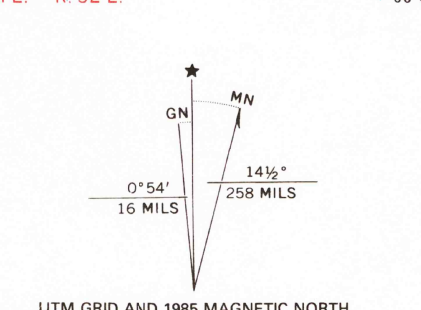 MN
GN
14½°
0°54′
258 MILS
16 MILS
UTM GRID AND 1985 MAGNETIC NORTH